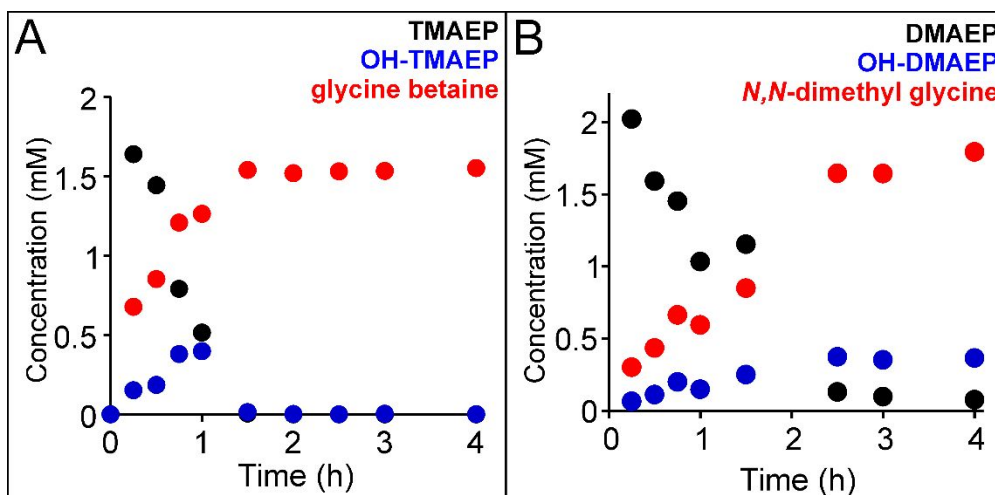 A
TMAEP
OH-TMAEP
glycine betaine
Concentration (mM)
2
1.5
1
0.5
0
0 1 2 3 4
Time (h)
B
DMAEP
OH-DMAEP
N,N-dimethyl glycine
Concentration (mM)
2
1.5
1
0.5
0
0 1 2 3 4
Time (h)